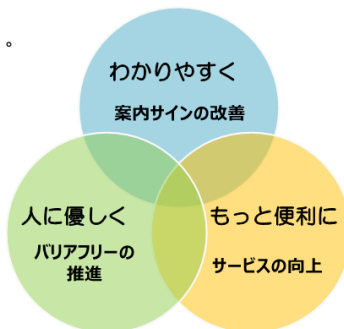 。
わかりやすく
案内サインの改善
人に優しく
バリアフリーの
推進
もっと便利に
サービスの向上